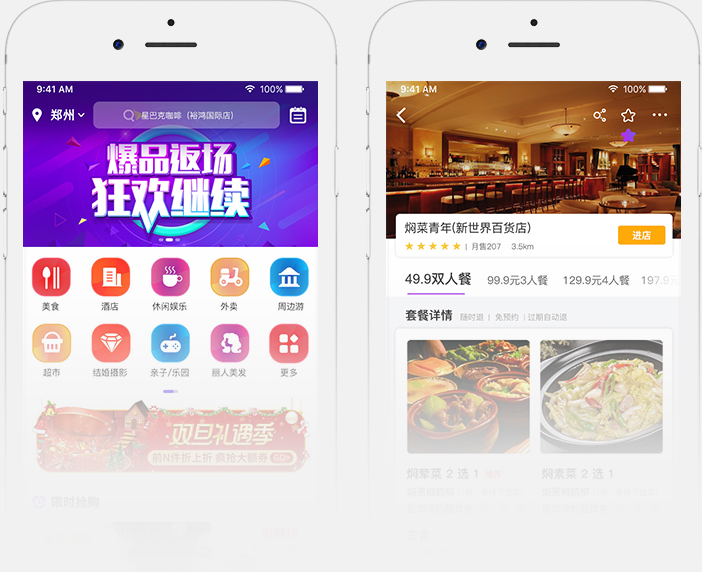 9:41 AM
100%
郑州
星巴克咖啡（裕鸿国际店）
爆品返场
狂欢继续
美食
酒店
休闲娱乐
外卖
周边游
超市
结婚摄影
亲子/乐园
丽人美发
更多
双旦礼遇季
前N件折上折 疯抢大额券
限时抢购
9:41 AM
100%
焖菜青年(新世界百货店)
进店
月售207
3.5km
49.9双人餐
99.9元3人餐
129.9元4人餐
197.9元
套餐详情
随时退
免预约
过期自动退
焖荤菜 2 选 1
焖素菜 2 选 1